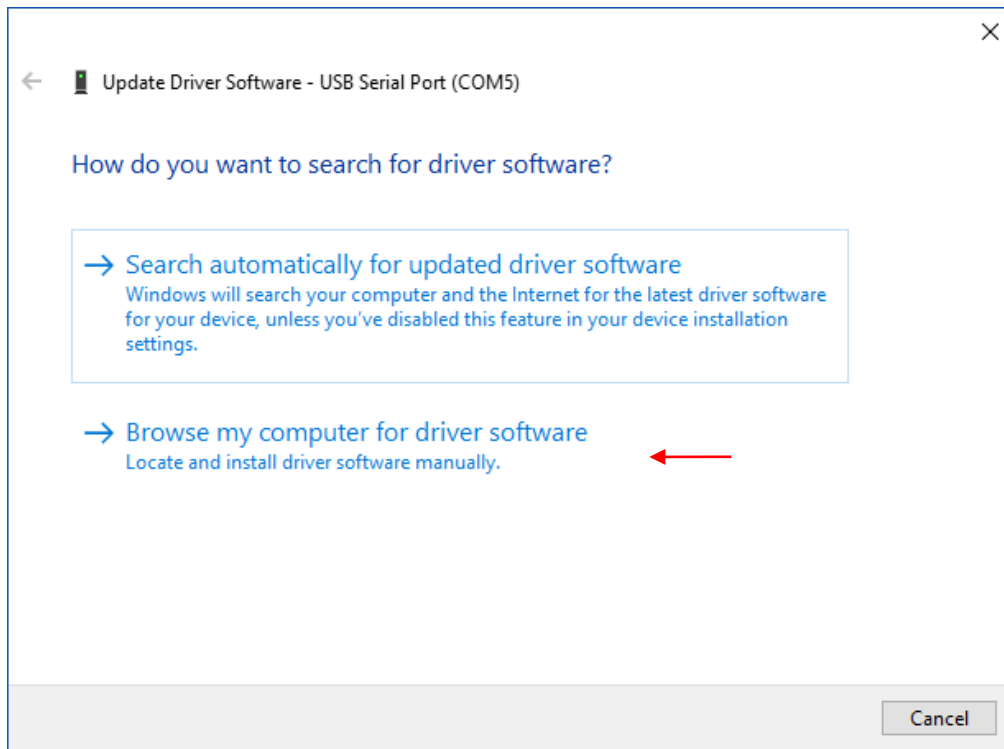 Update Driver Software - USB Serial Port (COM5)
How do you want to search for driver software?
Search automatically for updated driver software
Windows will search your computer and the Internet for the latest driver software
for your device, unless you've disabled this feature in your device installation
settings.
Browse my computer for driver software
Locate and install driver software manually.
Cancel